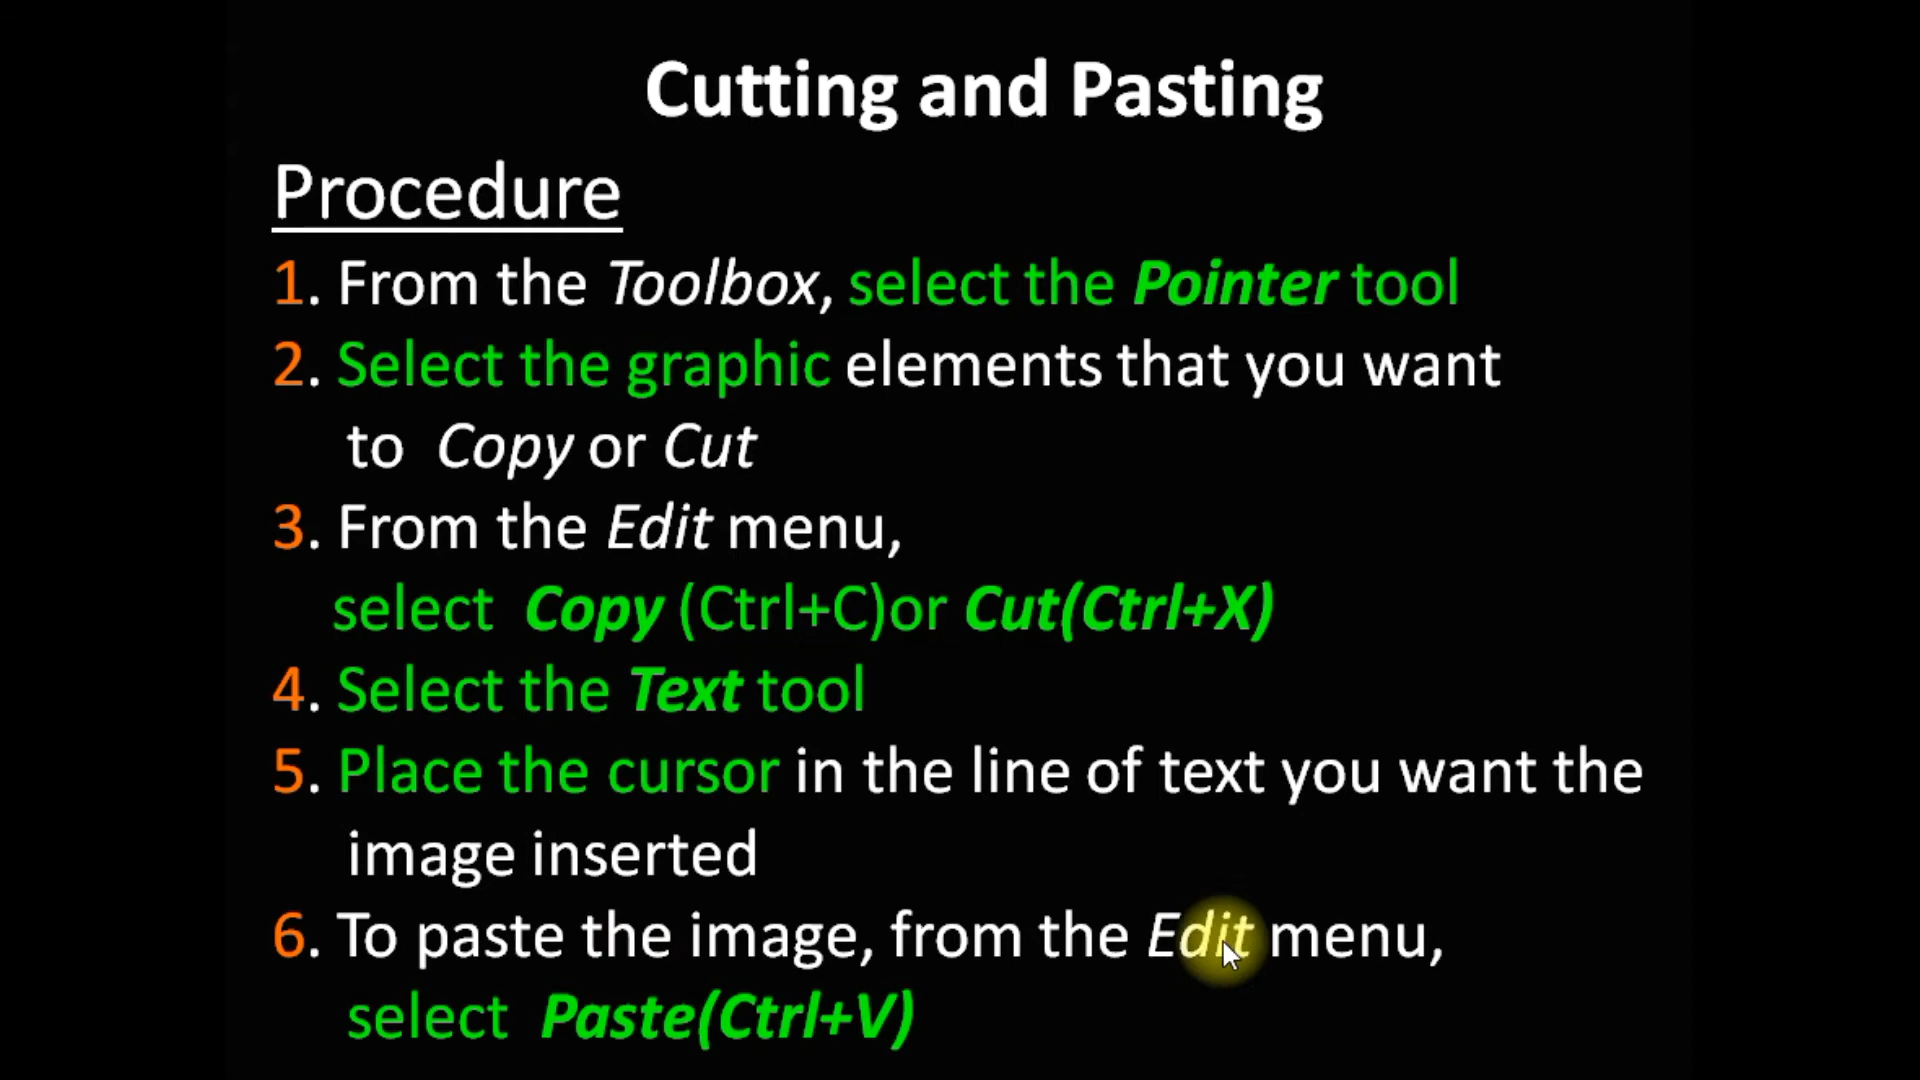 Cutting and Pasting
Procedure
1. From the Toolbox, select the Pointer tool
2. Select the graphic elements that you want
to Copy or Cut
3. From the Edit menu,
select Copy (Ctrl+C)or Cut(Ctrl+X)
4. Select the Text tool
5. Place the cursor in the line of text you want the
image inserted
6. To paste the image, from the Edit menu,
select Paste(Ctrl+V)